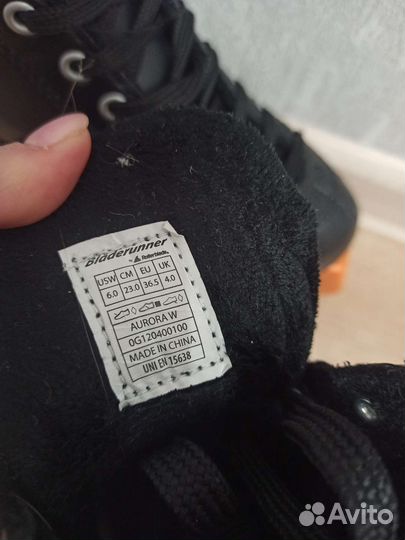 Bladerunner
by Rollerblade
USW CM EU UK
6.0 23.0 36.5 4.0
AURORA W
0G120400100
MADE IN CHINA
UNI EN 15638
Avito